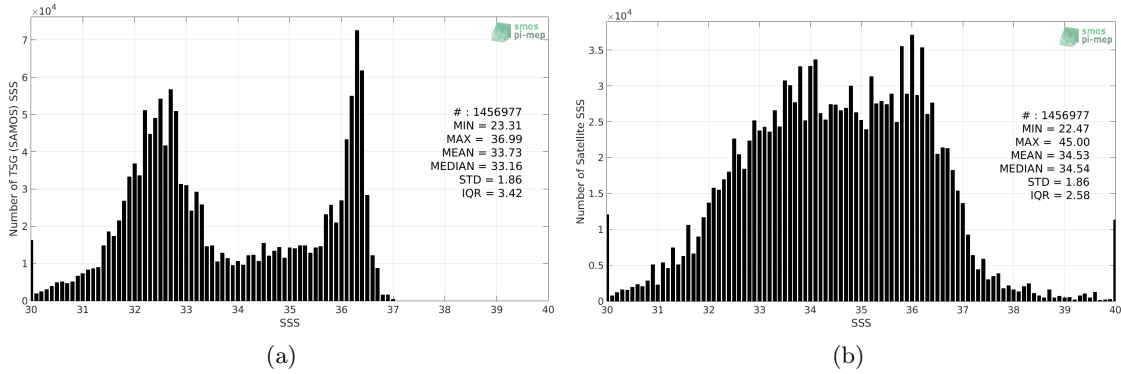 ×10⁴
smos
pi-mep
7
6
5
4
3
2
1
0
Number of TSG (SAMOS) SSS
# : 1456977
MIN = 23.31
MAX = 36.99
MEAN = 33.73
MEDIAN = 33.16
STD = 1.86
IQR = 3.42
30 31 32 33 34 35 36 37 38 39 40
SSS
(a)
×10⁴
smos
pi-mep
3.5
3
2.5
2
1.5
1
0.5
0
Number of Satellite SSS
# : 1456977
MIN = 22.47
MAX = 45.00
MEAN = 34.53
MEDIAN = 34.54
STD = 1.86
IQR = 2.58
30 31 32 33 34 35 36 37 38 39 40
SSS
(b)